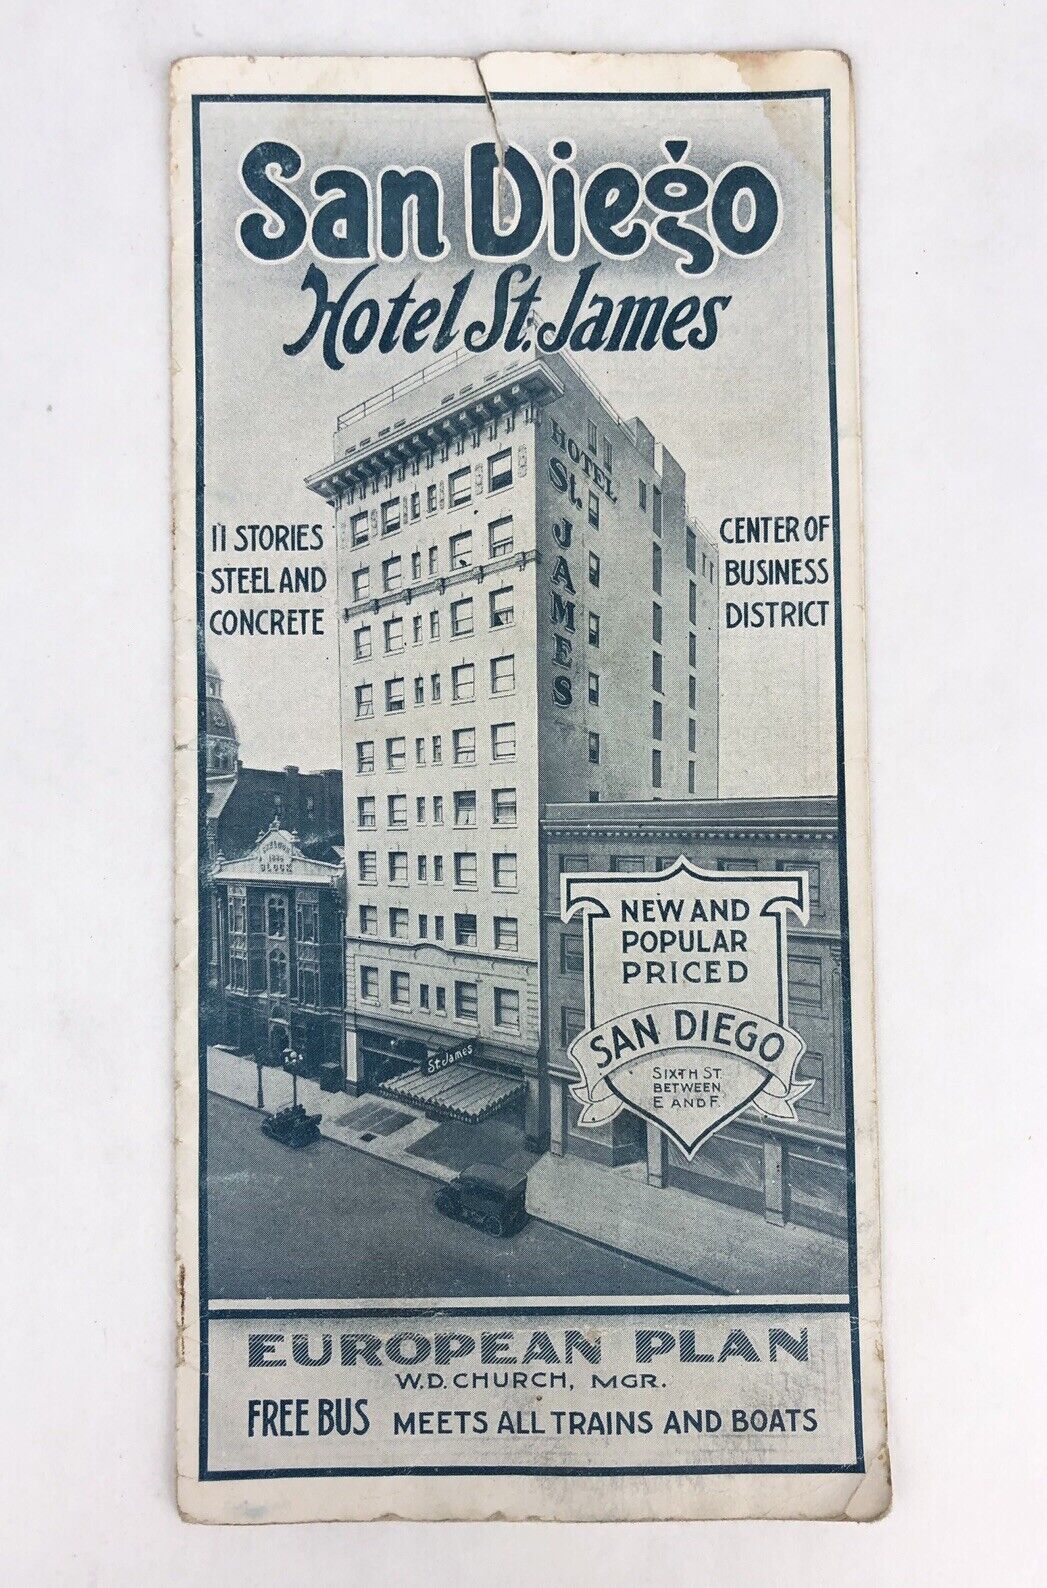 San Diego
Hotel St. James
HOTEL
St. JAMES
11 STORIES
STEEL AND
CONCRETE
CENTER OF
BUSINESS
DISTRICT
BLOCK
St James
NEW AND
POPULAR
PRICED
SAN DIEGO
SIXTH ST.
BETWEEN
E AND F.
EUROPEAN PLAN
W.D. CHURCH, MGR.
FREE BUS MEETS ALL TRAINS AND BOATS